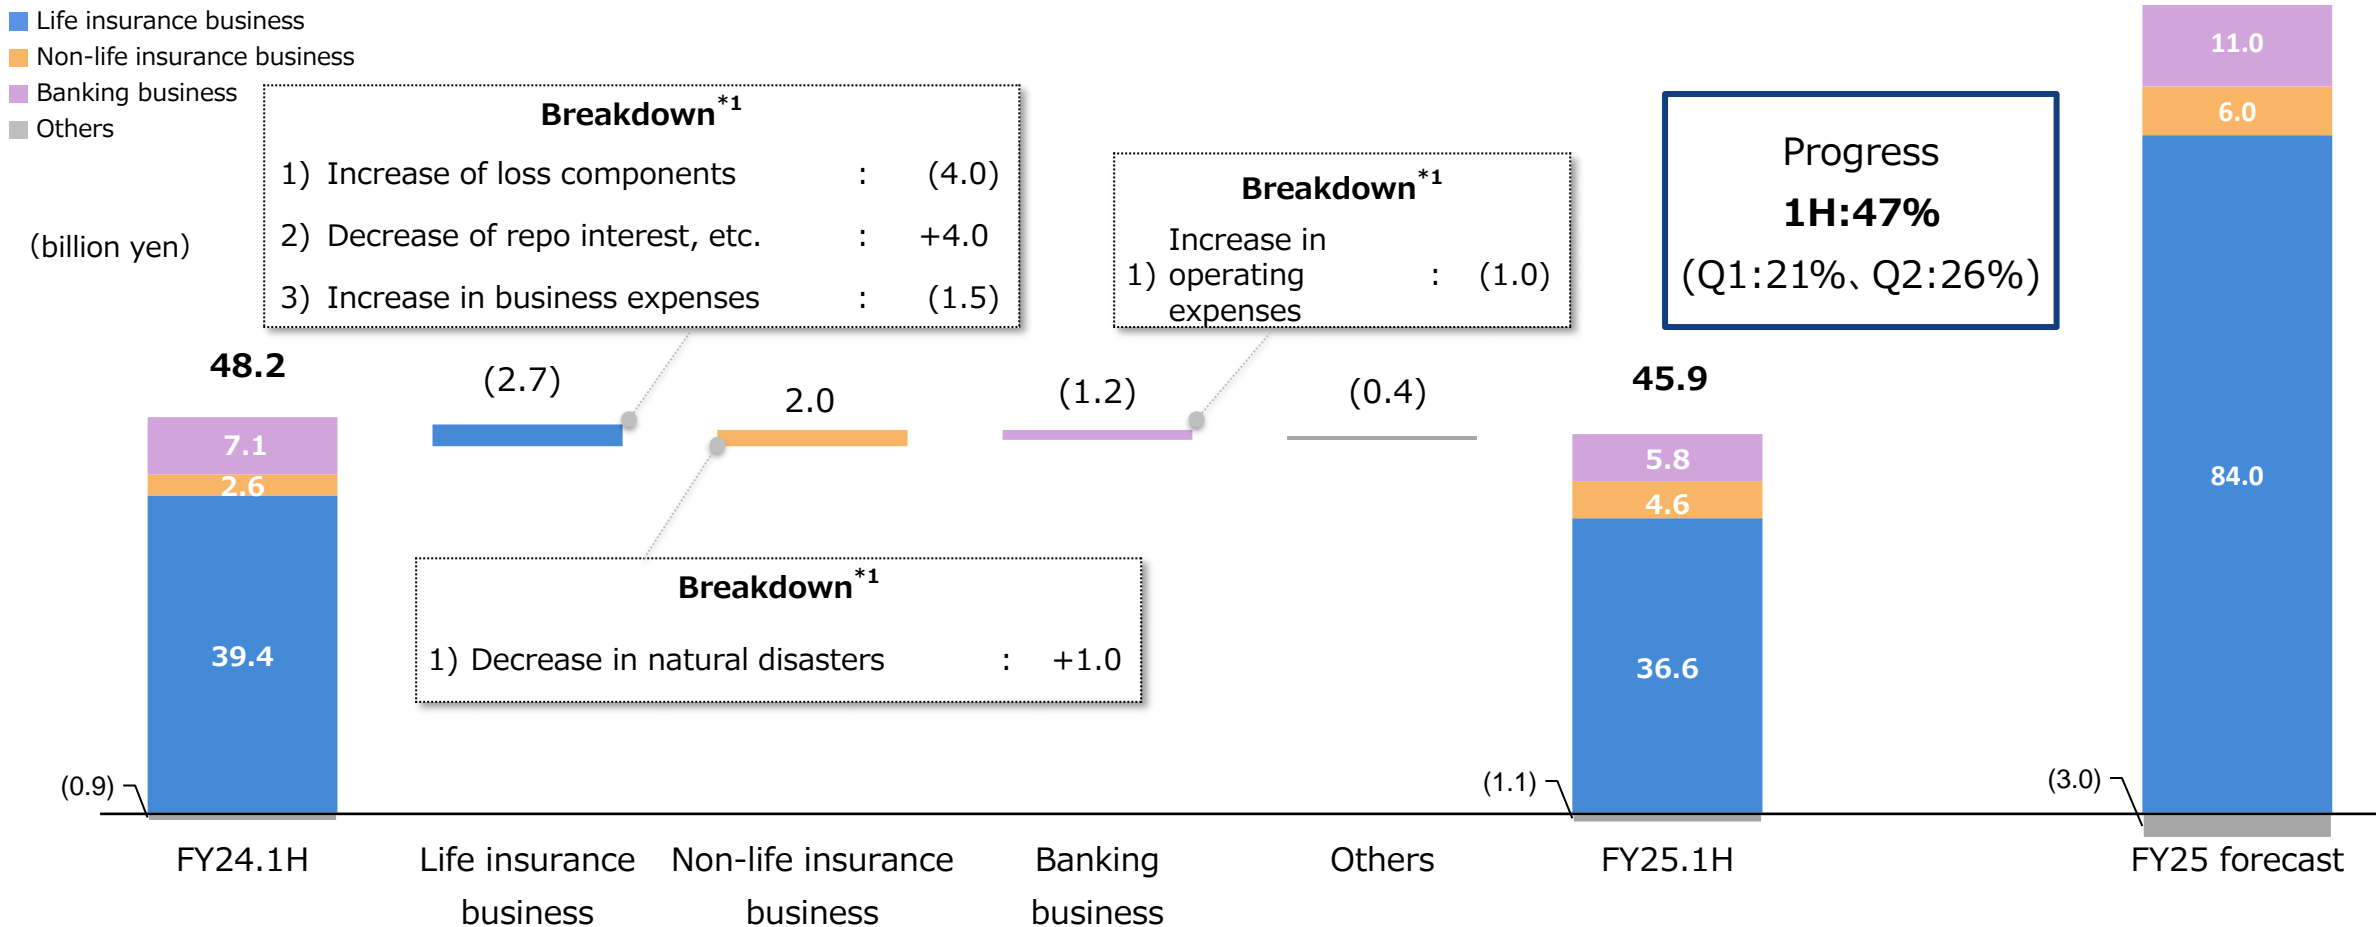 Life insurance business
Non-life insurance business
Banking business
Others
(billion yen)
Breakdown*1
1) Increase of loss components : (4.0)
2) Decrease of repo interest, etc. : +4.0
3) Increase in business expenses : (1.5)
Breakdown*1
1) Increase in
operating
expenses : (1.0)
Progress
1H:47%
(Q1:21%、Q2:26%)
11.0
6.0
84.0
(3.0)
48.2
7.1
2.6
39.4
(0.9)
(2.7)
2.0
(1.2)
(0.4)
45.9
5.8
4.6
36.6
(1.1)
Breakdown*1
1) Decrease in natural disasters : +1.0
FY24.1H
Life insurance
business
Non-life insurance
business
Banking
business
Others
FY25.1H
FY25 forecast